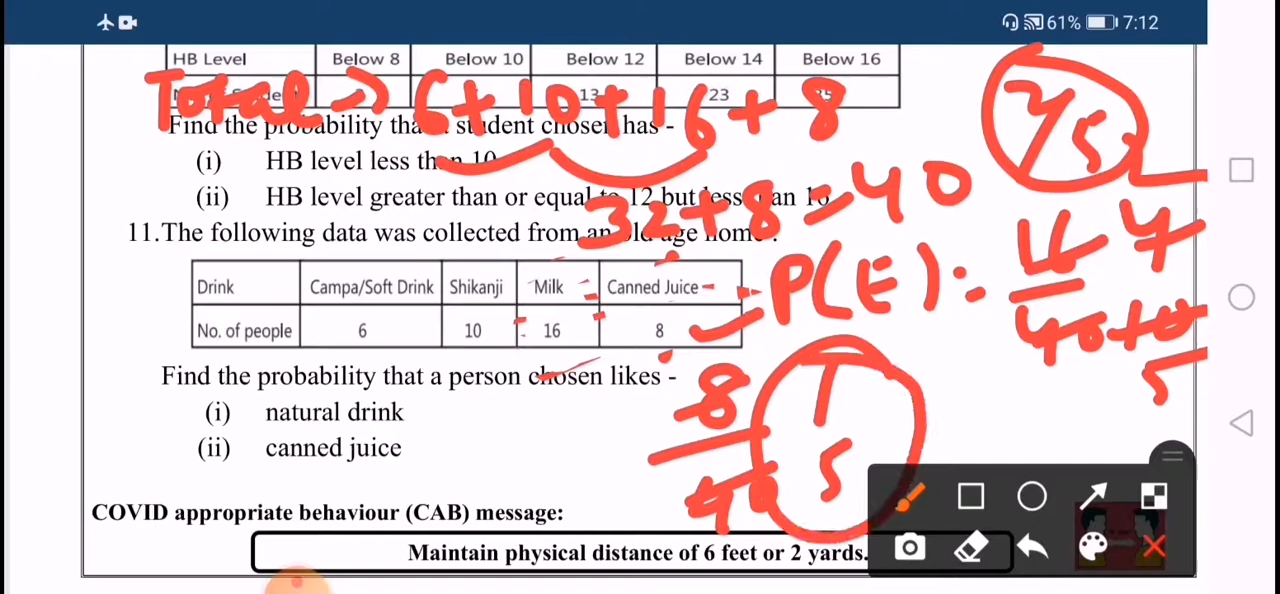 61% 7:12
HB Level Below 8 Below 10 Below 12 Below 14 Below 16
13 23
Total → 6+10+16+8
Find the probability that a student chosen has -
(i) HB level less than 10
(ii) HB level greater than or equal to 12 but less than 16
32+8=40
11.The following data was collected from an old age home :
Drink Campa/Soft Drink Shikanji Milk Canned Juice
No. of people 6 10 16 8
P(E) =
16 4
40 5
2/5
Find the probability that a person chosen likes -
(i) natural drink
(ii) canned juice
8 1
40 5
COVID appropriate behaviour (CAB) message:
Maintain physical distance of 6 feet or 2 yards.